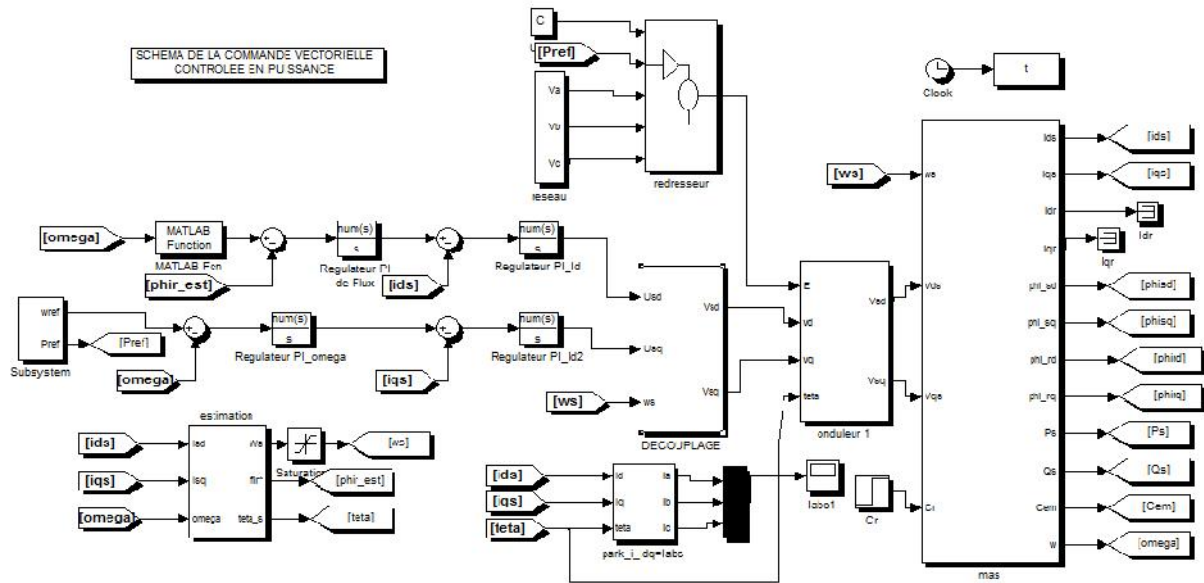 SCHEMA DE LA COMMANDE VECTORIELLE
CONTROLEE EN PUISSANCE
C
[Pref]
Va
Vb
Vc
reseau
redresseur
Clock
t
[omega]
MATLAB
Function
MATLAB Fcn
[phir_est]
num(s)
s
Regulateur PI
de Flux
[ids]
num(s)
s
Regulateur PI_Id
wref
Pref
Subsystem
[Pref]
[omega]
num(s)
s
Regulateur PI_omega
[iqs]
num(s)
s
Regulateur PI_Id2
Usd
Usq
ws
Vsd
Vsq
DECOUPLAGE
[ws]
E
vd
vq
teta
Vsd
Vsq
onduleur 1
[ws]
ws
Vds
Vqs
Cr
Ids
Iqs
Idr
Iqr
phi_sd
phi_sq
phi_rd
phi_rq
Ps
Qs
Cem
w
mas
[ids]
[iqs]
Idr
Iqr
[phisd]
[phisq]
[phird]
[phirq]
[Ps]
[Qs]
[Cem]
[omega]
estimation
[ids]
[iqs]
[omega]
Isd
Isq
omega
Ws
teta_s
Saturation
[ws]
[phir_est]
[teta]
[ids]
[iqs]
[teta]
Id
Iq
teta
Ia
Ib
Ic
park_i_dq=Iabc
Iabc1
Cr